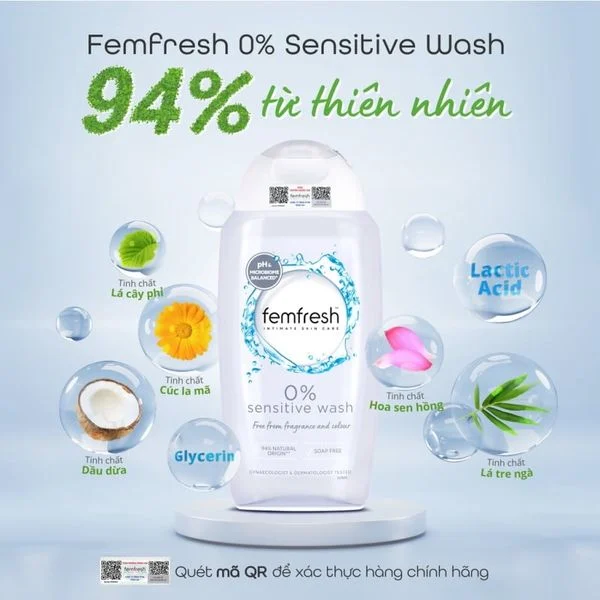 Femfresh 0% Sensitive Wash
94% từ thiên nhiên
femfresh
pH &
MICROBIOME
BALANCED*
femfresh®
INTIMATE SKIN CARE
0%
sensitive wash
Free from fragrance and colour
94% NATURAL
ORIGIN**
SOAP FREE
GYNAECOLOGIST & DERMATOLOGIST TESTED
Tinh chất
Lá cây phỉ
Tinh chất
Cúc la mã
Tinh chất
Dầu dừa
Glycerin
Lactic
Acid
Tinh chất
Hoa sen hồng
Tinh chất
Lá tre ngà
femfresh
Quét mã QR để xác thực hàng chính hãng